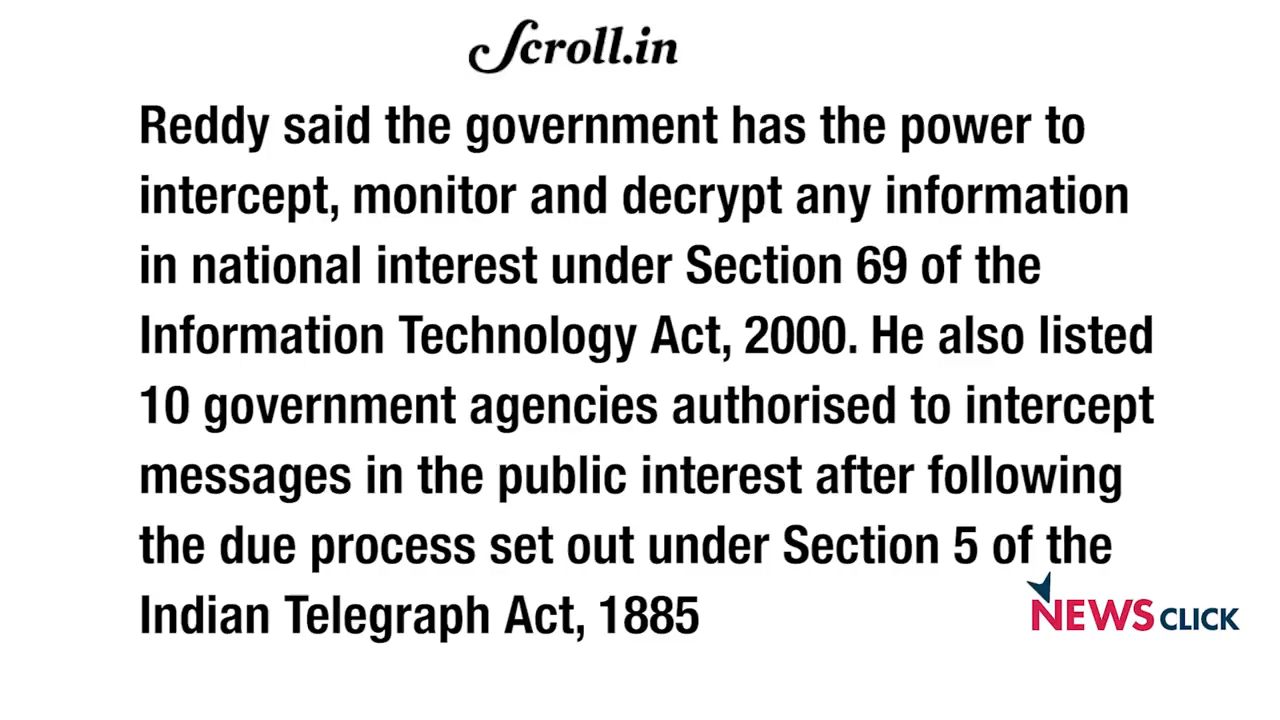 Scroll.in
Reddy said the government has the power to
intercept, monitor and decrypt any information
in national interest under Section 69 of the
Information Technology Act, 2000. He also listed
10 government agencies authorised to intercept
messages in the public interest after following
the due process set out under Section 5 of the
Indian Telegraph Act, 1885
NEWSCLICK